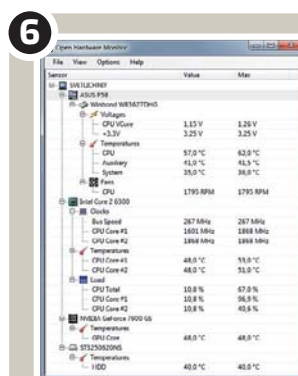 6
Open Hardware Monitor
File View Options Help
Sensor Value Max
SVETLICHNIY
ASUS P5B
Winbond W83627DHG
Voltages
CPU VCore 1,15 V 1,26 V
+3.3V 3,25 V 3,25 V
Temperatures
CPU 57,0 °C 62,0 °C
Auxiliary 41,0 °C 41,5 °C
System 35,0 °C 36,0 °C
Fans
CPU 1795 RPM 1795 RPM
Intel Core 2 6300
Clocks
Bus Speed 267 MHz 267 MHz
CPU Core #1 1601 MHz 1868 MHz
CPU Core #2 1868 MHz 1868 MHz
Temperatures
CPU Core #1 48,0 °C 53,0 °C
CPU Core #2 48,0 °C 51,0 °C
Load
CPU Total 10,8 % 67,0 %
CPU Core #1 10,8 % 96,9 %
CPU Core #2 10,8 % 40,6 %
NVIDIA GeForce 7900 GS
Temperatures
GPU Core 48,0 °C 48,0 °C
ST3250620NS
Temperatures
HDD 40,0 °C 40,0 °C